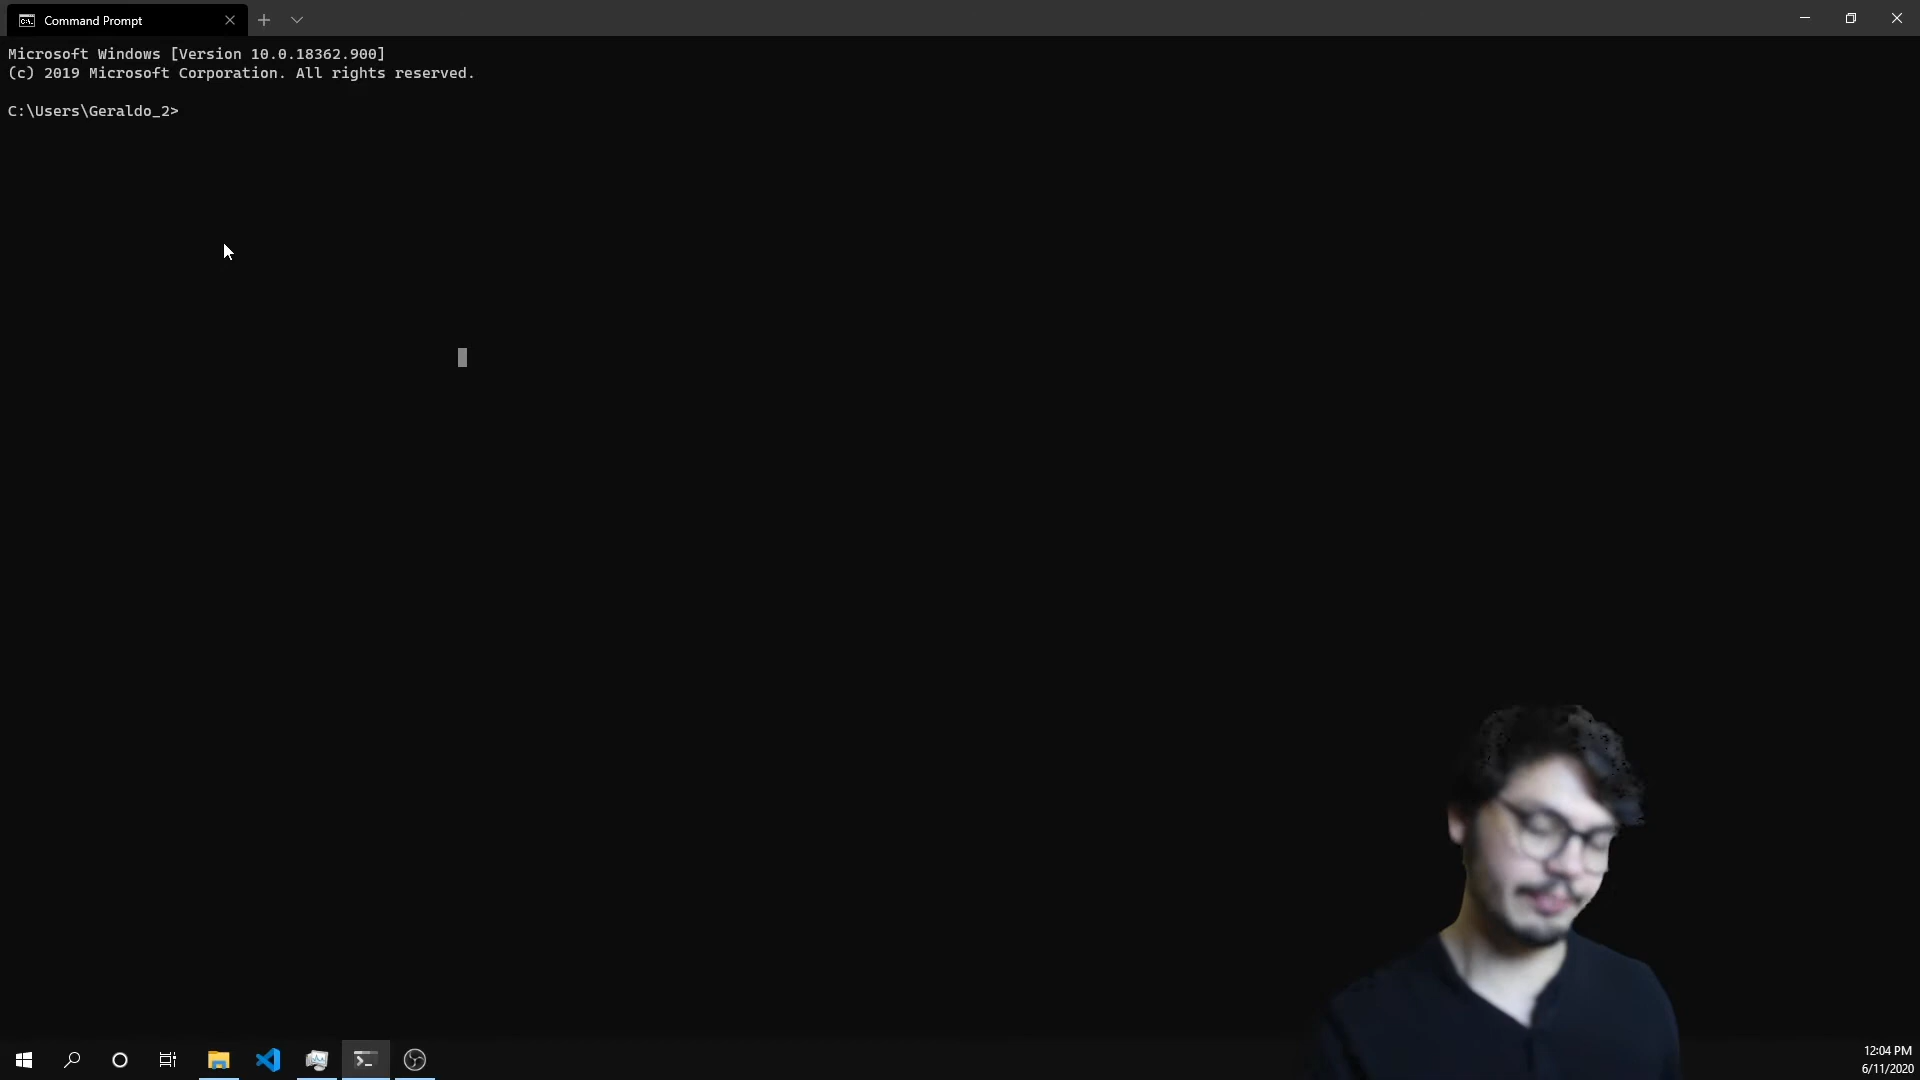 Command Prompt
Microsoft Windows [Version 10.0.18362.900]
(c) 2019 Microsoft Corporation. All rights reserved.
C:\Users\Geraldo_2>
12:04 PM
6/11/2020